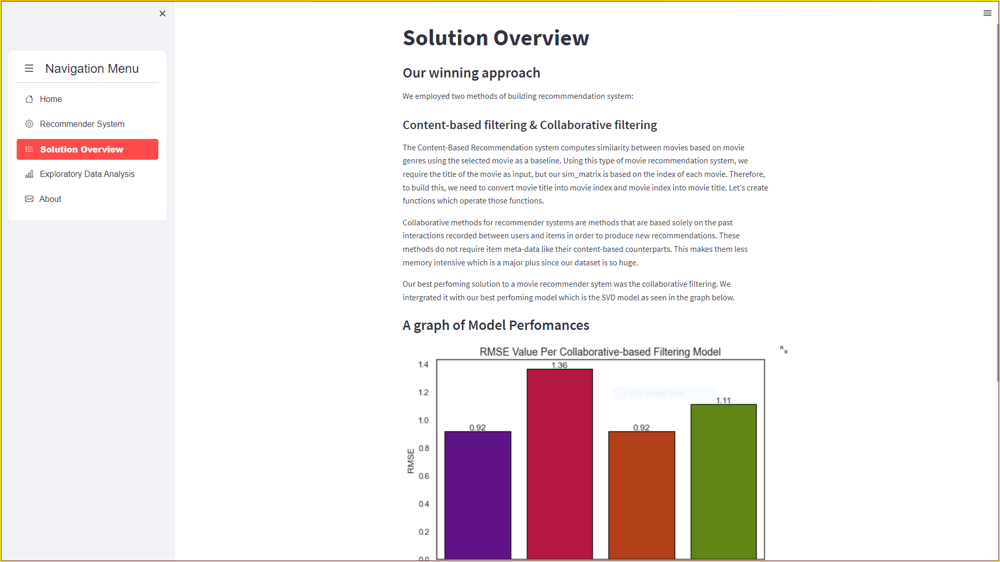 Navigation Menu
Home
Recommender System
Solution Overview
Exploratory Data Analysis
About
Solution Overview
Our winning approach
We employed two methods of building recommmendation system:
Content-based filtering & Collaborative filtering
The Content-Based Recommendation system computes similarity between movies based on movie
genres using the selected movie as a baseline. Using this type of movie recommendation system, we
require the title of the movie as input, but our sim_matrix is based on the index of each movie. Therefore,
to build this, we need to convert movie title into movie index and movie index into movie title. Let's create
functions which operate those functions.
Collaborative methods for recommender systems are methods that are based solely on the past
interactions recorded between users and items in order to produce new recommendations. These
methods do not require item meta-data like their content-based counterparts. This makes them less
memory intensive which is a major plus since our dataset is so huge.
Our best perfoming solution to a movie recommender sytem was the collaborative filtering. We
intergrated it with our best perfoming model which is the SVD model as seen in the graph below.
A graph of Model Perfomances
RMSE Value Per Collaborative-based Filtering Model
1.4
1.36
1.2
Full-screen Snip
1.11
1.0
0.92
0.92
0.8
RMSE
0.6
0.4
0.2
0.0